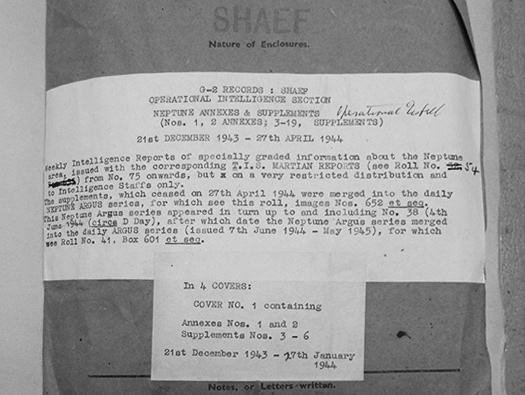 SHAEF
Nature of Enclosures.
G-2 RECORDS : SHAEF
OPERATIONAL INTELLIGENCE SECTION
NEPTUNE ANNEXES & SUPPLEMENTS
(Nos. 1, 2 ANNEXES; 3-19, SUPPLEMENTS)
21st DECEMBER 1943 - 27th APRIL 1944
Weekly Intelligence Reports of specially graded information about the Neptune
area, issued with the corresponding T.I.S. MARTIAN REPORTS (see Roll No. 54
) from No. 75 onwards, but x on a very restricted distribution and
to Intelligence Staffs only.
The supplements, which ceased on 27th April 1944 were merged into the daily
NEPTUNE ARGUS series, for which see this roll, images Nos. 652 et seq.
This Neptune Argus series appeared in turn up to and including No. 38 (4th
June 1944 (circa D Day), after which date the Neptune Argus series merged
into the daily ARGUS series (issued 7th June 1944 - May 1945), for which
see Roll No. 41. Box 601 et seq.
In 4 COVERS:
COVER NO. 1 containing
Annexes Nos. 1 and 2
Supplements Nos. 3 - 6
21st December 1943 - 27th January
1944
Notes, or Letters written.